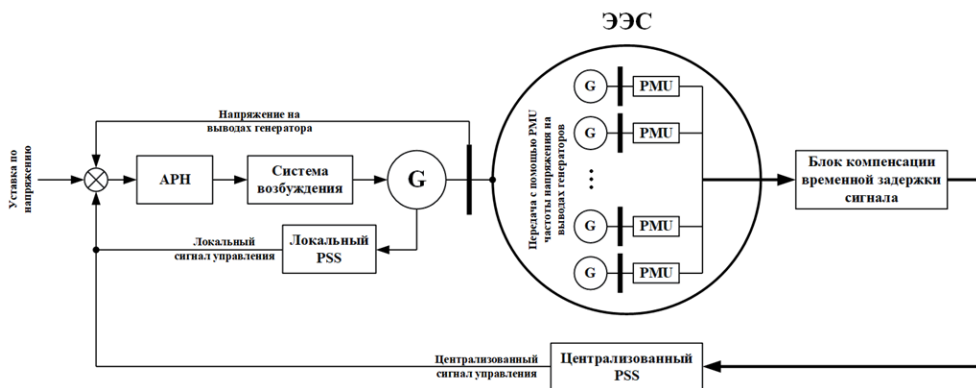 ЭЭС
Уставка по
напряжению
Напряжение на
выводах генератора
АРН
Система
возбуждения
G
Локальный
PSS
Локальный
сигнал управления
Передача с помощью PMU
частоты напряжения на
выводах генераторов
G
PMU
G
PMU
...
G
PMU
G
PMU
Блок компенсации
временной задержки
сигнала
Централизованный
сигнал управления
Централизованный
PSS